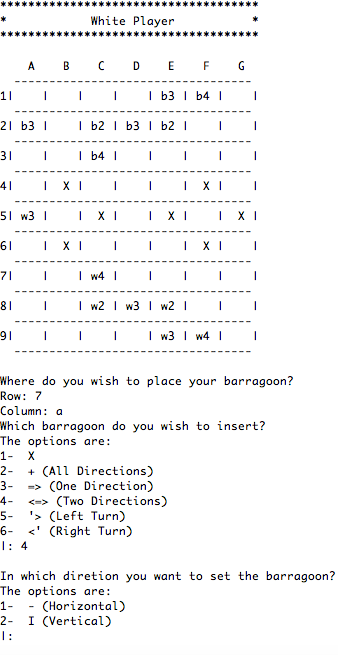 ***************************************
*            White Player             *
***************************************
A B C D E F G
---------------------------------
1| | | | | b3 | b4 | |
---------------------------------
2| b3 | | b2 | b3 | b2 | | |
---------------------------------
3| | | b4 | | | | |
---------------------------------
4| | X | | | | X | |
---------------------------------
5| w3 | | X | | X | | X |
---------------------------------
6| | X | | | | X | |
---------------------------------
7| | | w4 | | | | |
---------------------------------
8| | | w2 | w3 | w2 | | |
---------------------------------
9| | | | | w3 | w4 | |
---------------------------------
Where do you wish to place your barragoon?
Row: 7
Column: a
Which barragoon do you wish to insert?
The options are:
1- X
2- + (All Directions)
3- => (One Direction)
4- <=> (Two Directions)
5- '> (Left Turn)
6- <' (Right Turn)
|: 4
In which diretion you want to set the barragoon?
The options are:
1- - (Horizontal)
2- I (Vertical)
|: